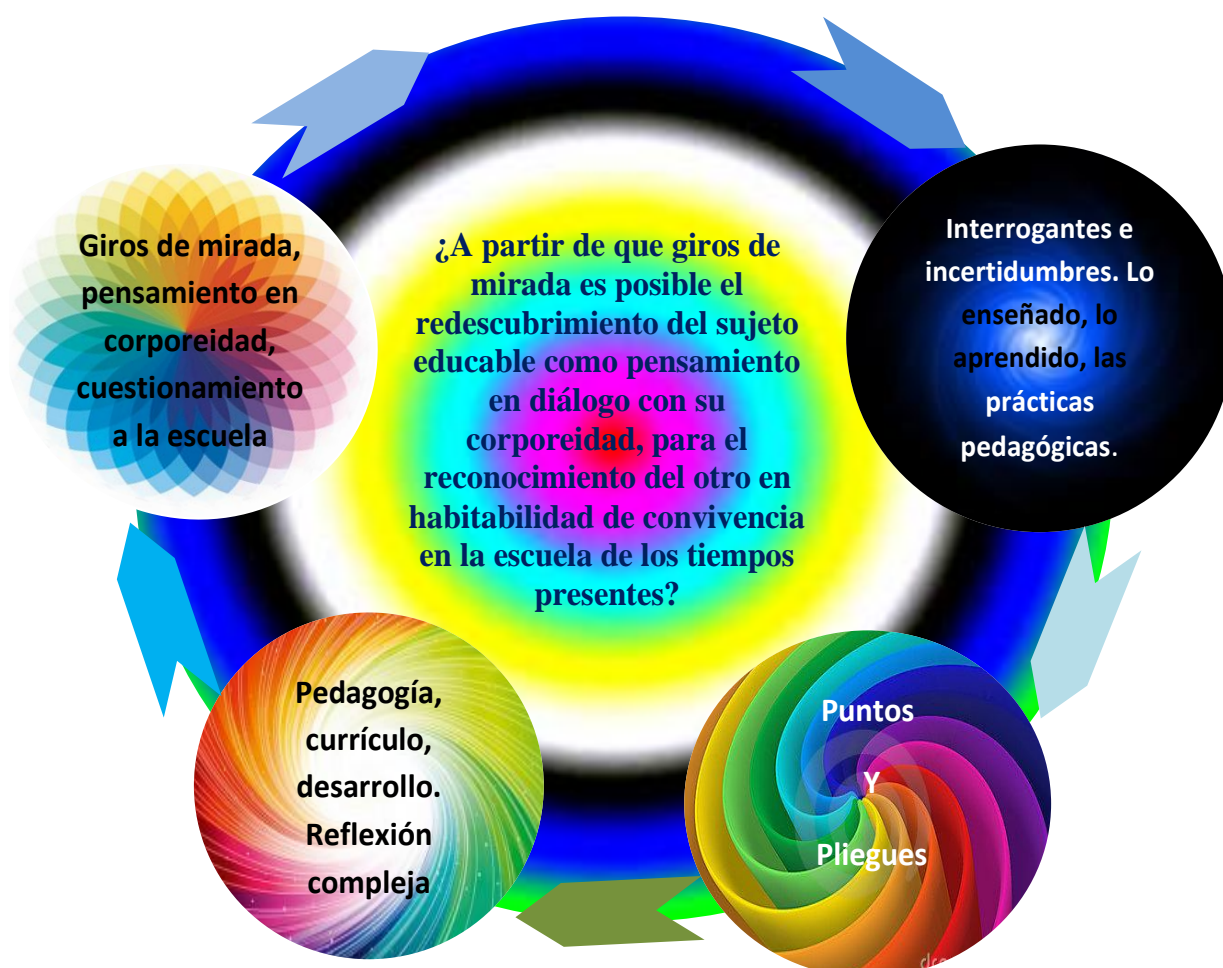 Giros de mirada,
pensamiento en
corporeidad,
cuestionamiento
a la escuela
¿A partir de que giros de
mirada es posible el
redescubrimiento del sujeto
educable como pensamiento
en diálogo con su
corporeidad, para el
reconocimiento del otro en
habitabilidad de convivencia
en la escuela de los tiempos
presentes?
Interrogantes e
incertidumbres. Lo
enseñado, lo
aprendido, las
prácticas
pedagógicas.
Pedagogía,
currículo,
desarrollo.
Reflexión
compleja
Puntos
Y
Pliegues